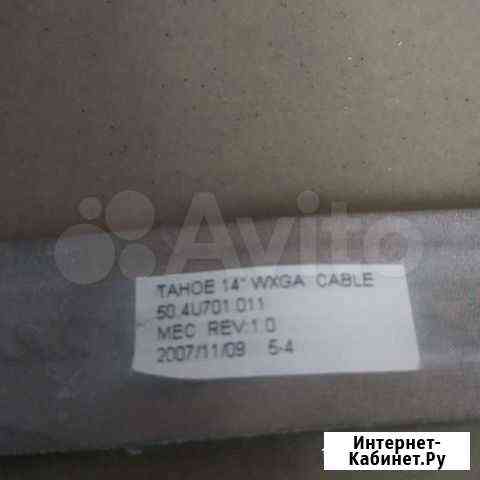 Avito
TAHOE 14" WXGA CABLE
50.4U701.011
MEC REV:1.0
2007/11/09 5-4
Интернет-
Кабинет.Ру